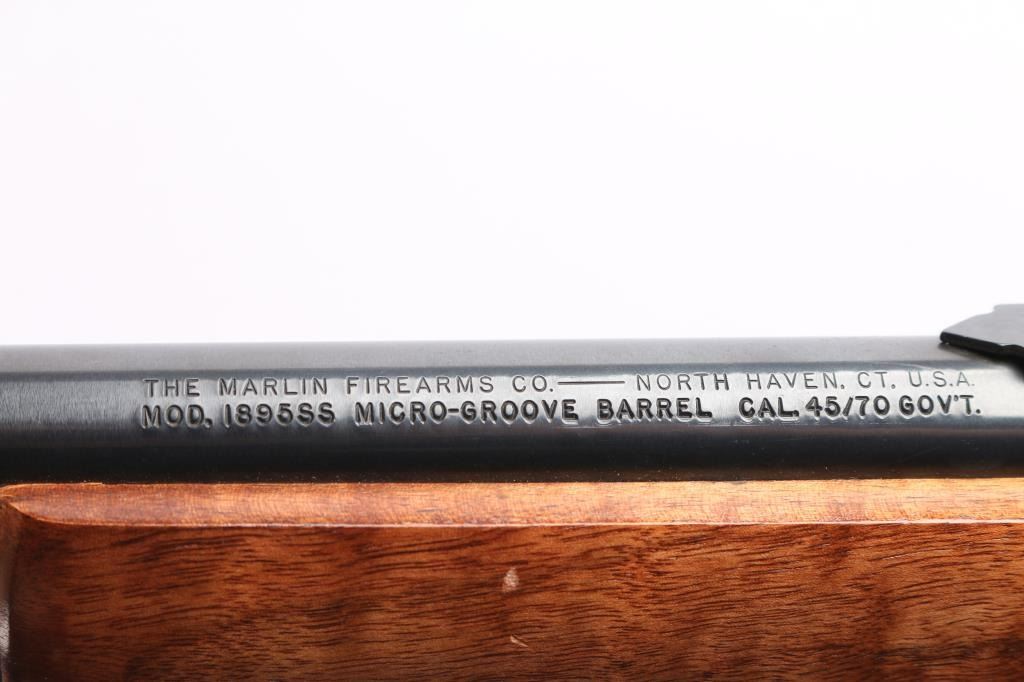 THE MARLIN FIREARMS CO.—— NORTH HAVEN, CT. U.S.A.
MOD. 1895SS MICRO-GROOVE BARREL CAL. 45/70 GOV'T.